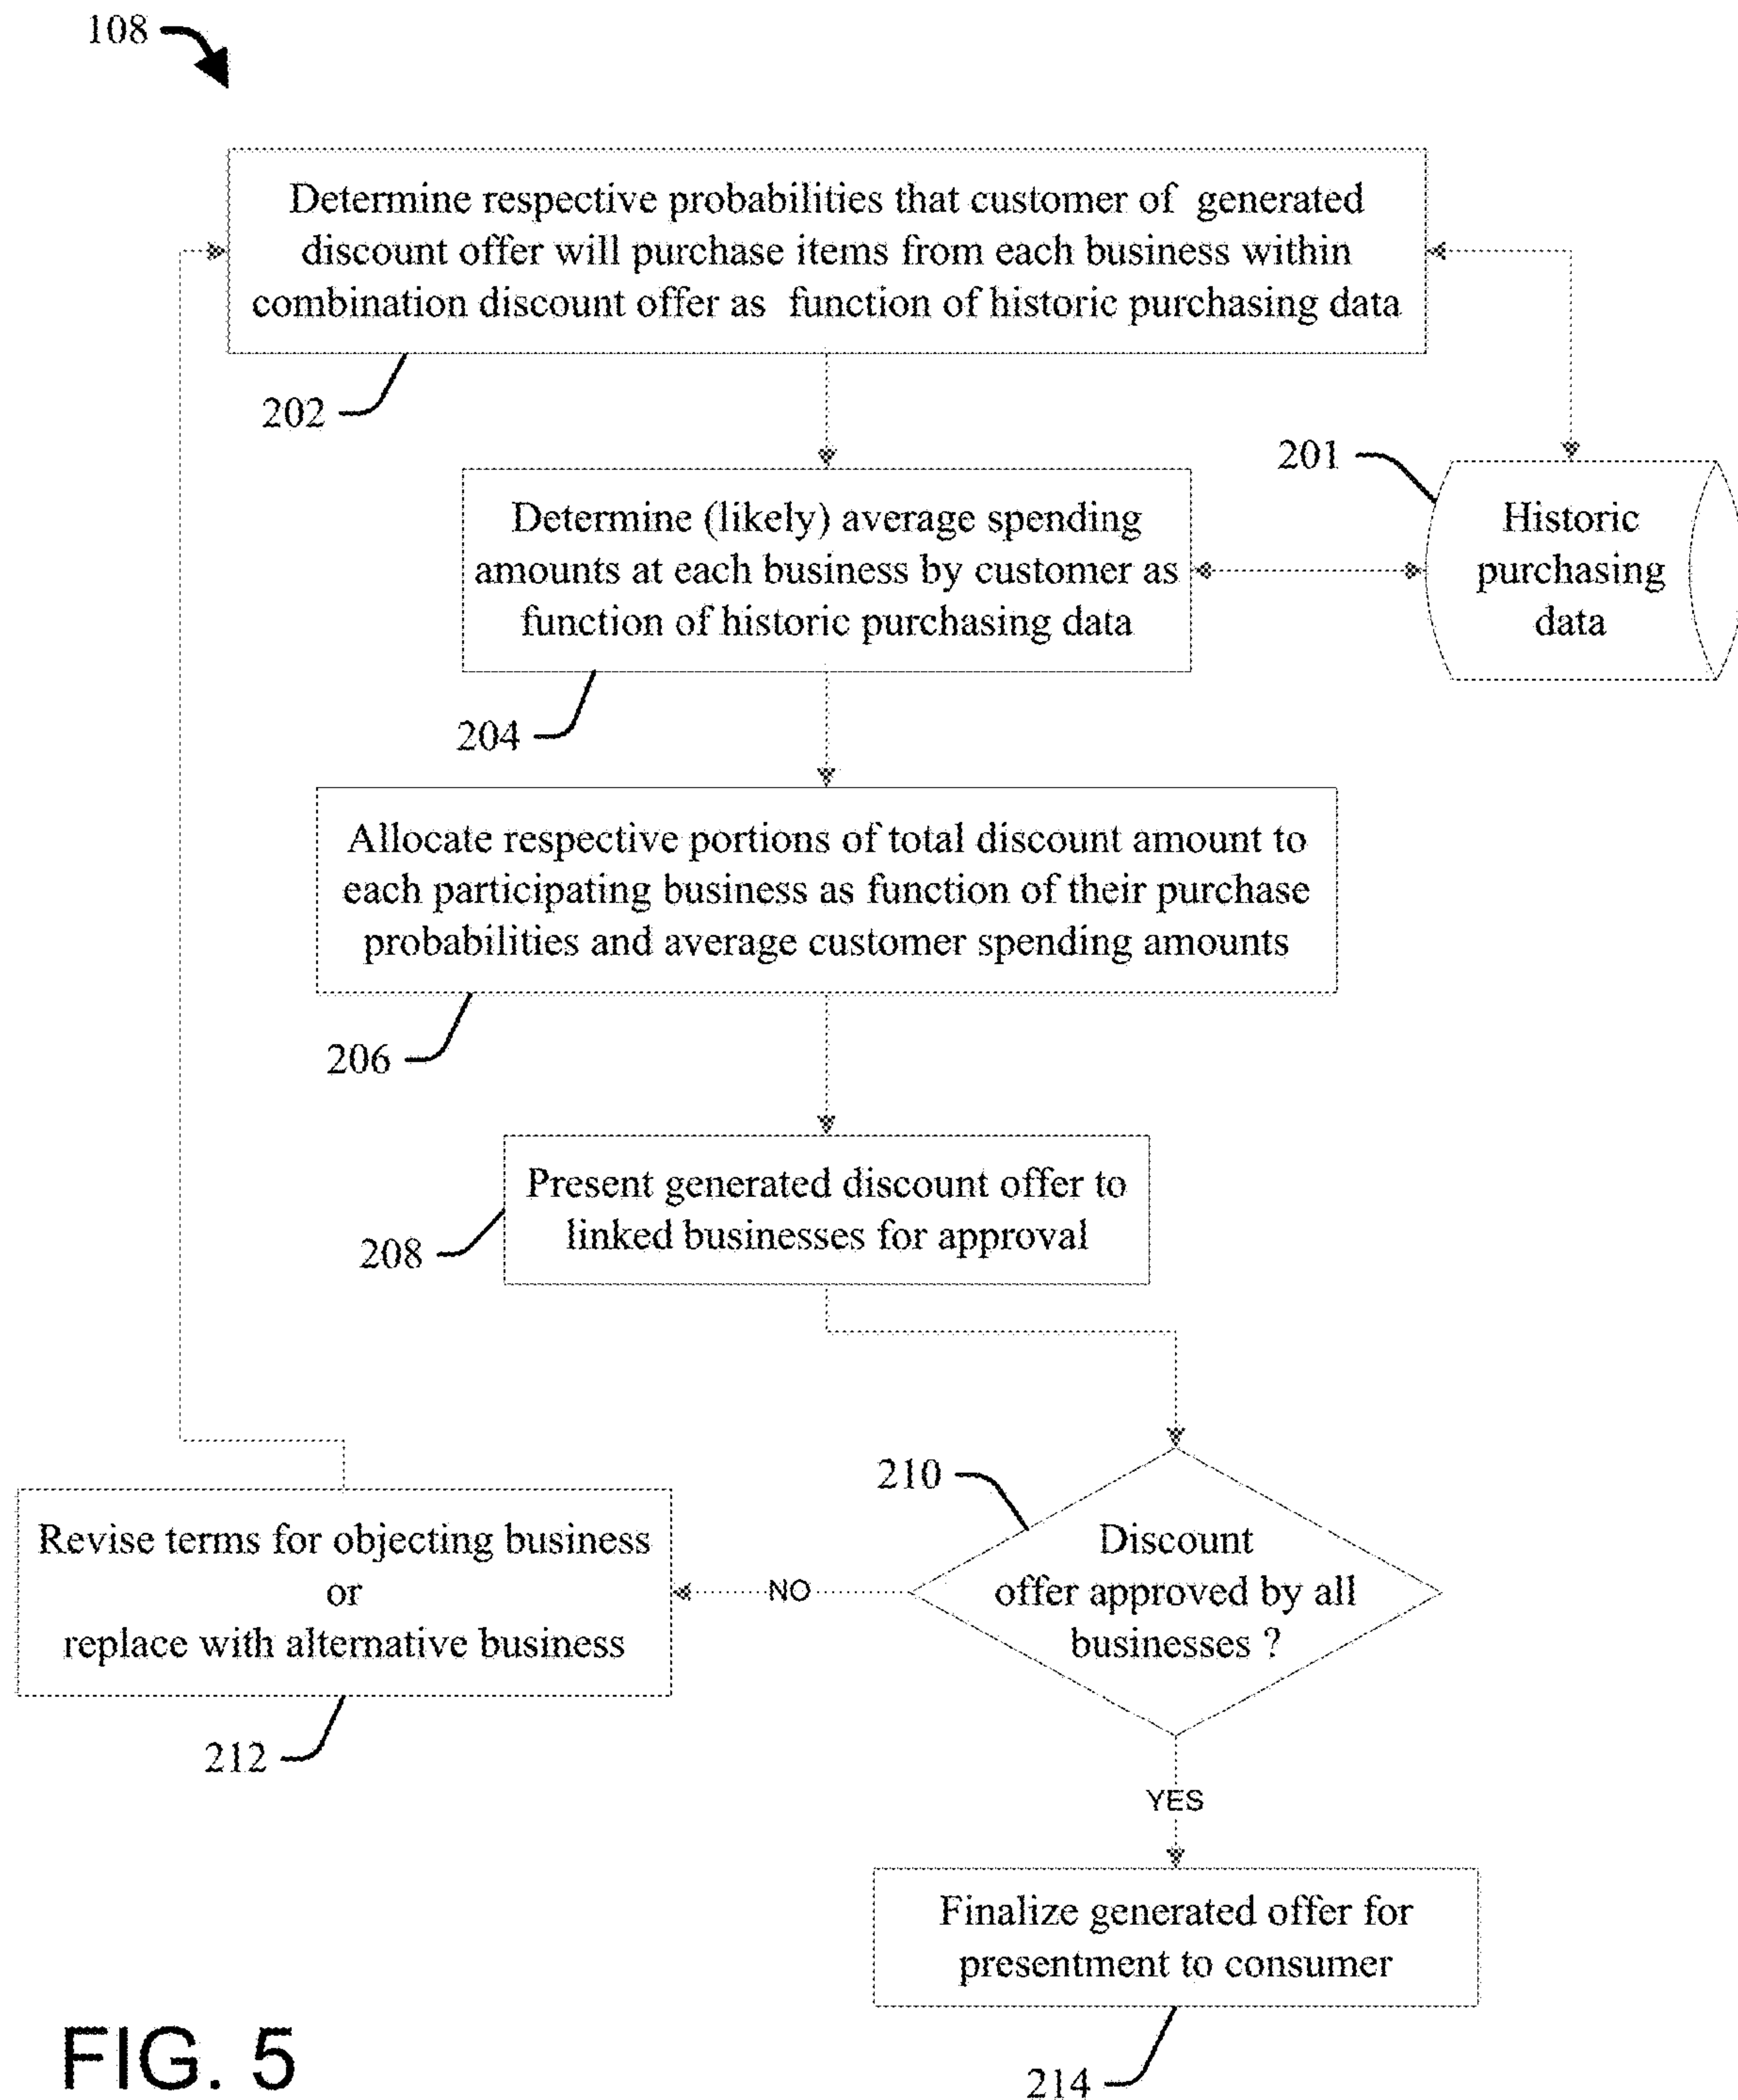 108
Determine respective probabilities that customer of generated
discount offer will purchase items from each business within
combination discount offer as function of historic purchasing data
202
201
Historic
purchasing
data
Determine (likely) average spending
amounts at each business by customer as
function of historic purchasing data
204
Allocate respective portions of total discount amount to
each participating business as function of their purchase
probabilities and average customer spending amounts
206
Present generated discount offer to
linked businesses for approval
208
210
Discount
offer approved by all
businesses ?
NO
Revise terms for objecting business
or
replace with alternative business
212
YES
Finalize generated offer for
presentment to consumer
214
FIG. 5